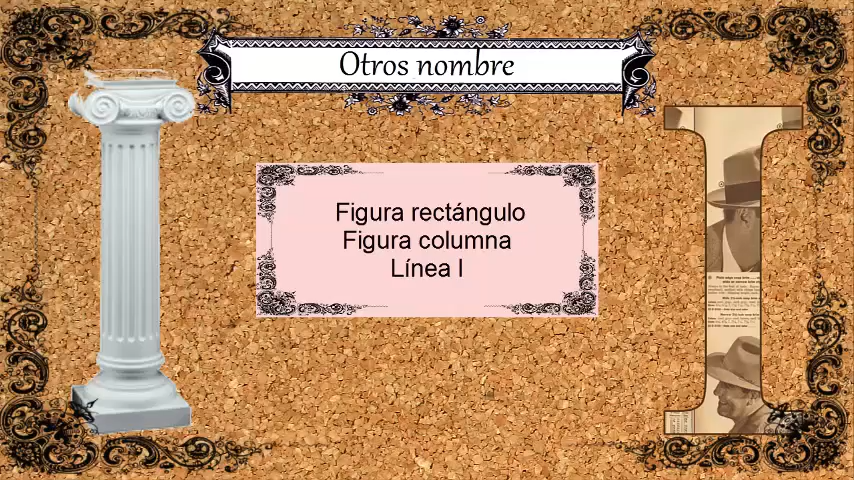 Otros nombre
Figura rectángulo
Figura columna
Línea I